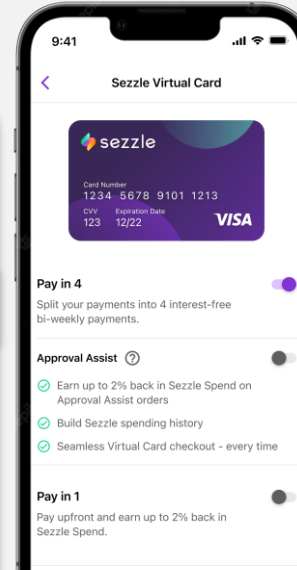 9:41
Sezzle Virtual Card
sezzle
Card Number
1234 5678 9101 1213
CVV Expiration Date
123 12/22
VISA
Pay in 4
Split your payments into 4 interest-free
bi-weekly payments.
Approval Assist ?
Earn up to 2% back in Sezzle Spend on
Approval Assist orders
Build Sezzle spending history
Seamless Virtual Card checkout - every time
Pay in 1
Pay upfront and earn up to 2% back in
Sezzle Spend.